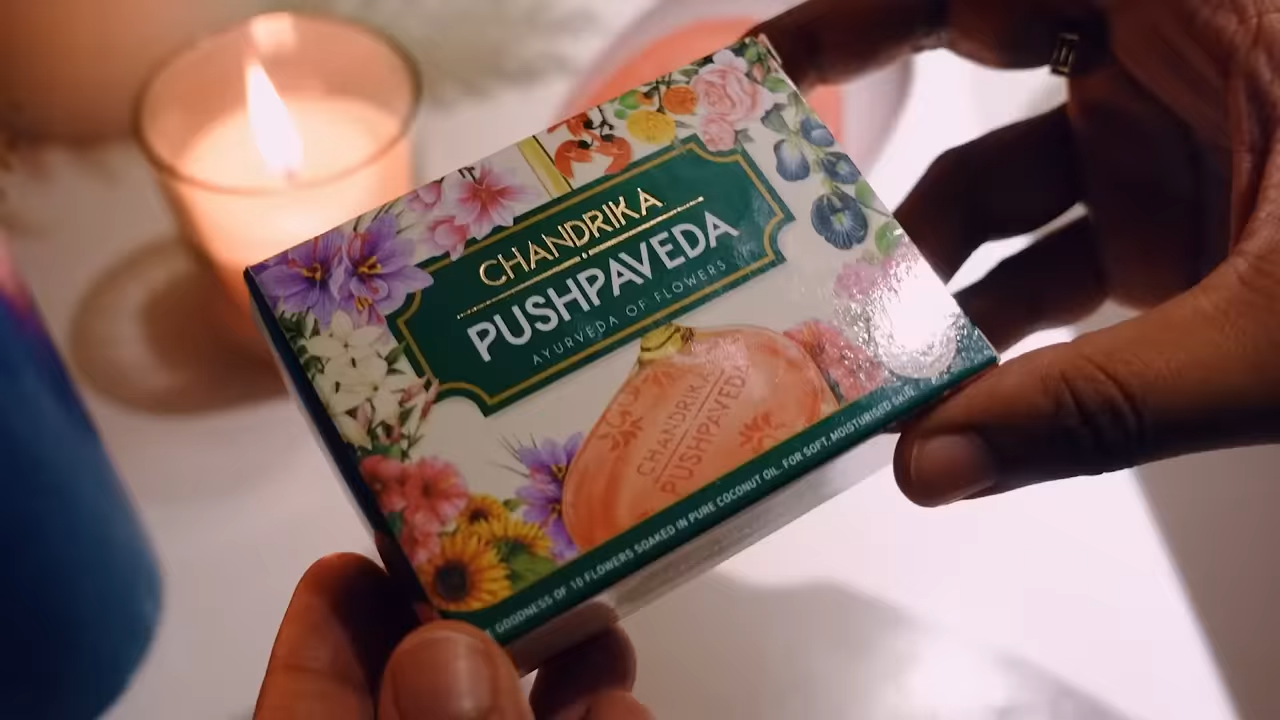 CHANDRIKA
PUSHPAVEDA
AYURVEDA OF FLOWERS
CHANDRIKA
PUSHPAVEDA
GOODNESS OF 10 FLOWERS SOAKED IN PURE COCONUT OIL. FOR SOFT, MOISTURISED SKIN